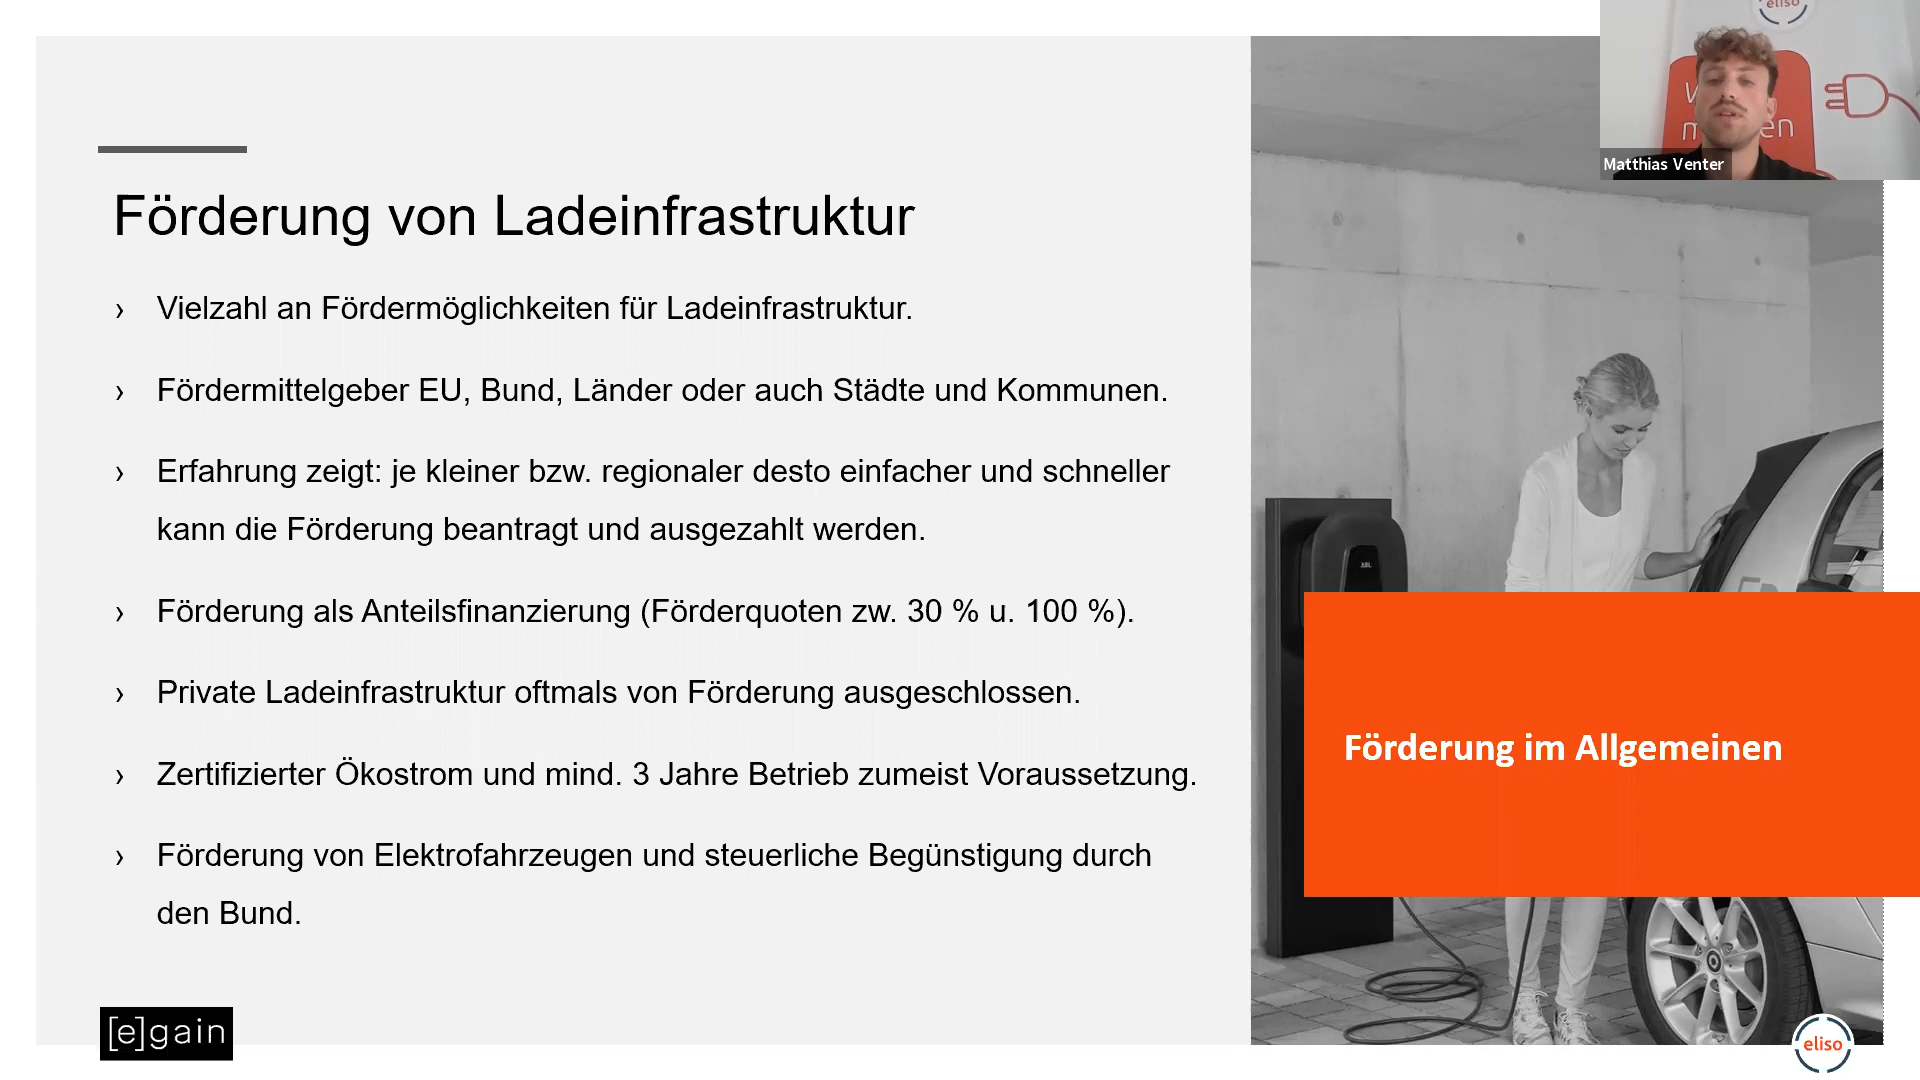 eliso
Matthias Venter
Förderung von Ladeinfrastruktur
› Vielzahl an Fördermöglichkeiten für Ladeinfrastruktur.
› Fördermittelgeber EU, Bund, Länder oder auch Städte und Kommunen.
› Erfahrung zeigt: je kleiner bzw. regionaler desto einfacher und schneller
kann die Förderung beantragt und ausgezahlt werden.
› Förderung als Anteilsfinanzierung (Förderquoten zw. 30 % u. 100 %).
› Private Ladeinfrastruktur oftmals von Förderung ausgeschlossen.
› Zertifizierter Ökostrom und mind. 3 Jahre Betrieb zumeist Voraussetzung.
› Förderung von Elektrofahrzeugen und steuerliche Begünstigung durch
den Bund.
ABL
Förderung im Allgemeinen
[e]gain
eliso